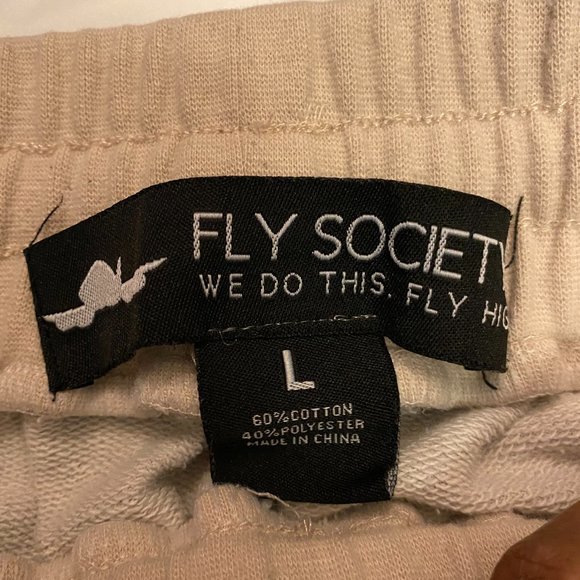 FLY SOCIETY
WE DO THIS. FLY HIG
L
60%COTTON
40%POLYESTER
MADE IN CHINA